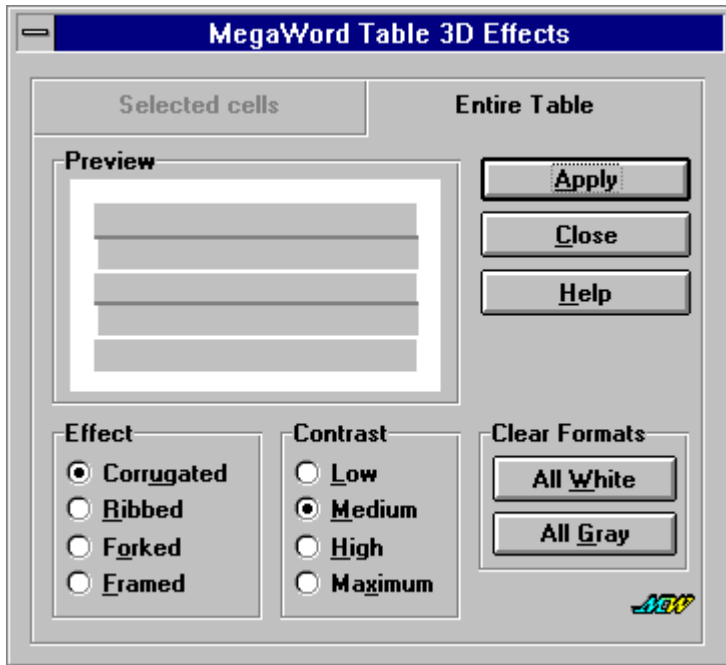 MegaWord Table 3D Effects
Selected cells
Entire Table
Preview
Apply
Close
Help
Effect
Corrugated
Ribbed
Forked
Framed
Contrast
Low
Medium
High
Maximum
Clear Formats
All White
All Gray
MW